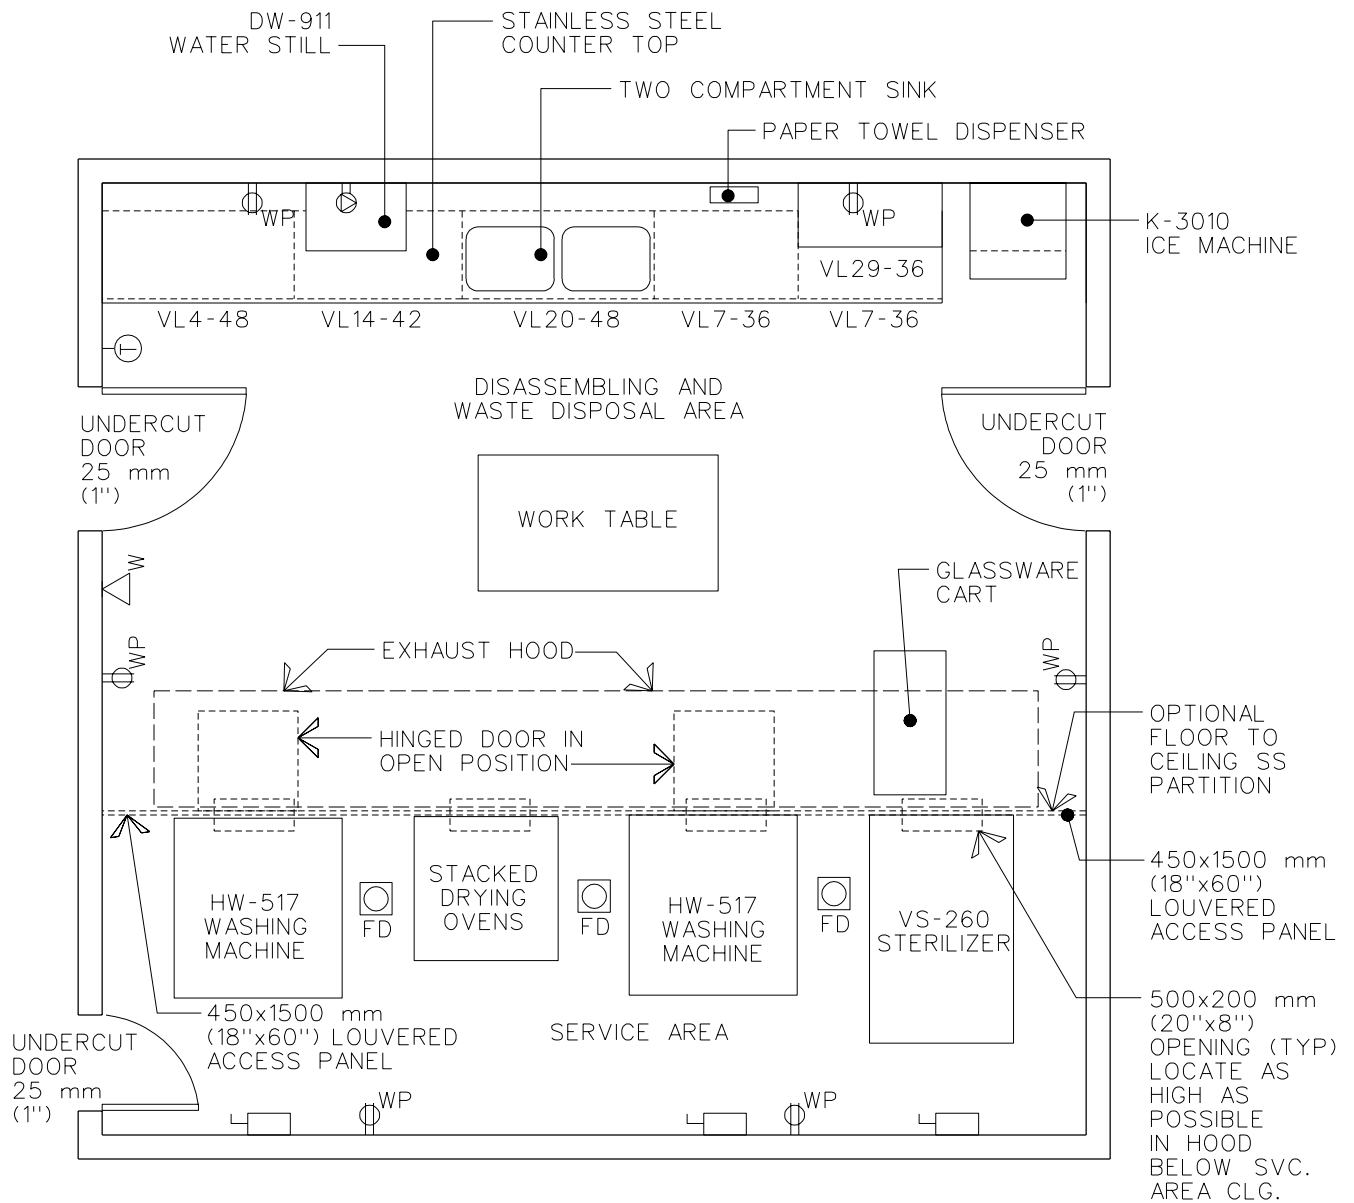 DW-911
WATER STILL
STAINLESS STEEL
COUNTER TOP
TWO COMPARTMENT SINK
PAPER TOWEL DISPENSER
WP
WP
K-3010
ICE MACHINE
VL29-36
VL4-48
VL14-42
VL20-48
VL7-36
VL7-36
T
DISASSEMBLING AND
WASTE DISPOSAL AREA
UNDERCUT
DOOR
25 mm
(1")
UNDERCUT
DOOR
25 mm
(1")
WORK TABLE
W
GLASSWARE
CART
WP
EXHAUST HOOD
WP
HINGED DOOR IN
OPEN POSITION
OPTIONAL
FLOOR TO
CEILING SS
PARTITION
HW-517
WASHING
MACHINE
FD
STACKED
DRYING
OVENS
FD
HW-517
WASHING
MACHINE
FD
VS-260
STERILIZER
450x1500 mm
(18"x60")
LOUVERED
ACCESS PANEL
450x1500 mm
(18"x60") LOUVERED
ACCESS PANEL
SERVICE AREA
500x200 mm
(20"x8")
OPENING (TYP)
LOCATE AS
HIGH AS
POSSIBLE
IN HOOD
BELOW SVC.
AREA CLG.
UNDERCUT
DOOR
25 mm
(1")
WP
WP